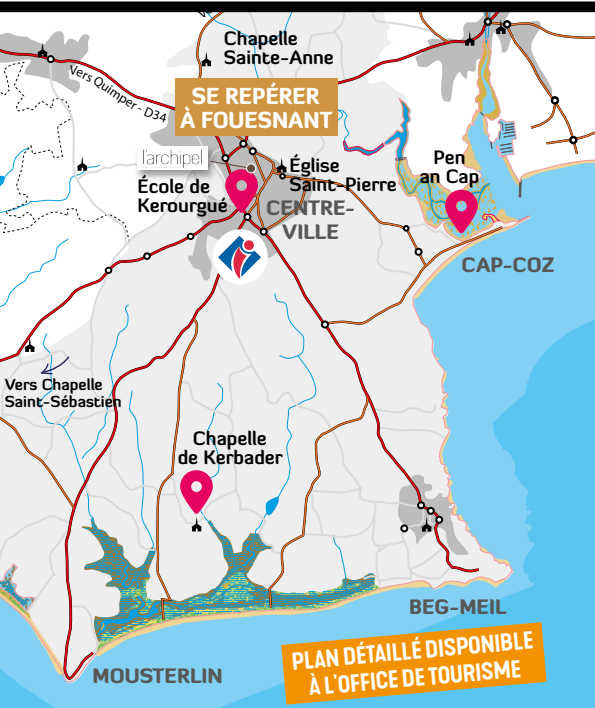 Chapelle
Sainte-Anne
Vers Quimper - D34
SE REPÉRER
À FOUESNANT
l'archipel
Église
Saint-Pierre
École de
Kerourgué
CENTRE-
VILLE
Pen
an Cap
CAP-COZ
Vers Chapelle
Saint-Sébastien
Chapelle
de Kerbader
BEG-MEIL
MOUSTERLIN
PLAN DÉTAILLÉ DISPONIBLE
À L'OFFICE DE TOURISME